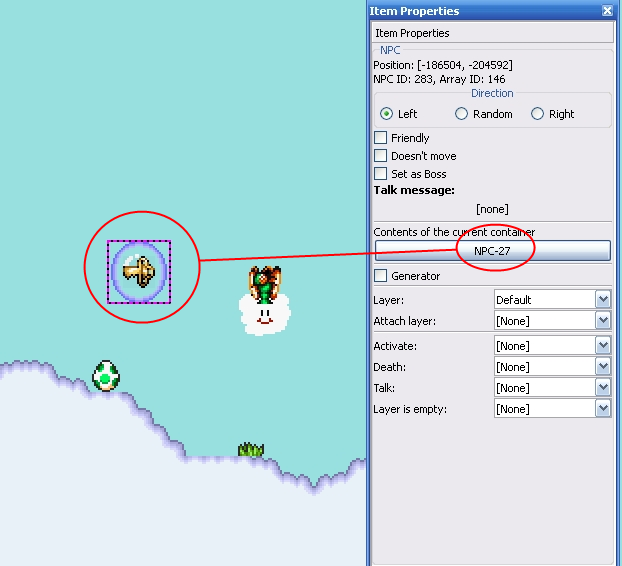 Item Properties
Item Properties
NPC
Position: [-186504, -204592]
NPC ID: 283, Array ID: 146
Direction
Left Random Right
Friendly
Doesn't move
Set as Boss
Talk message:
[none]
Contents of the current container
NPC-27
Generator
Layer: Default
Attach layer: [None]
Activate: [None]
Death: [None]
Talk: [None]
Layer is empty: [None]